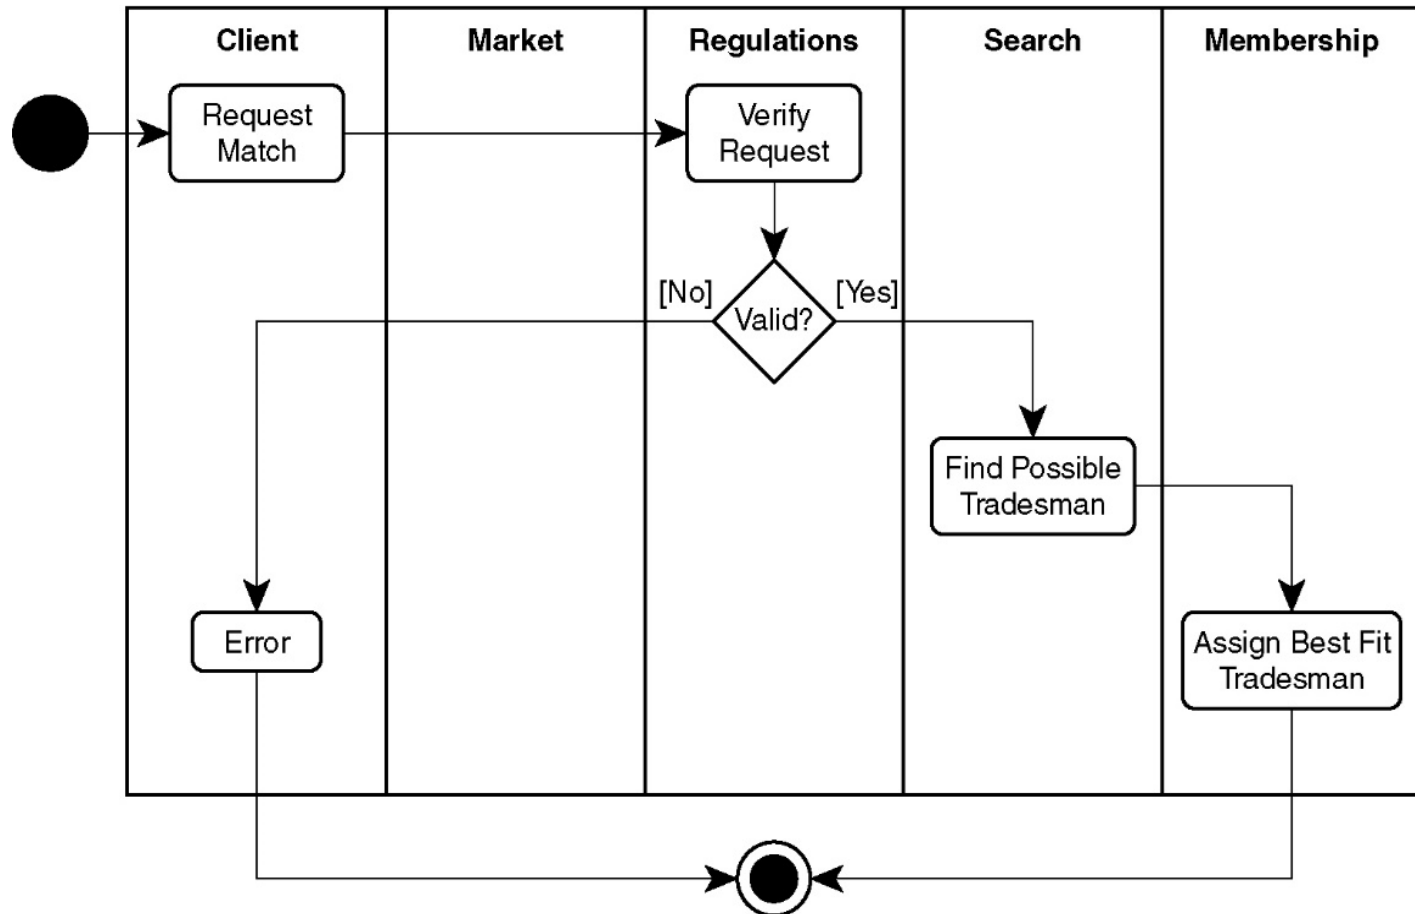 Client
Market
Regulations
Search
Membership
Request
Match
Verify
Request
[No]
[Yes]
Valid?
Find Possible
Tradesman
Error
Assign Best Fit
Tradesman